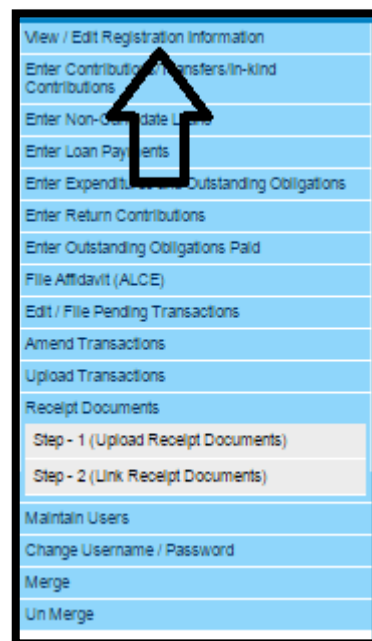 View / Edit Registration Information
Enter Contributions/Transfers/In-kind
Contributions
Enter Non-Candidate Loans
Enter Loan Payments
Enter Expenditures and Outstanding Obligations
Enter Return Contributions
Enter Outstanding Obligations Paid
File Affidavit (ALCE)
Edit / File Pending Transactions
Amend Transactions
Upload Transactions
Receipt Documents
Step - 1 (Upload Receipt Documents)
Step - 2 (Link Receipt Documents)
Maintain Users
Change Username / Password
Merge
Un Merge